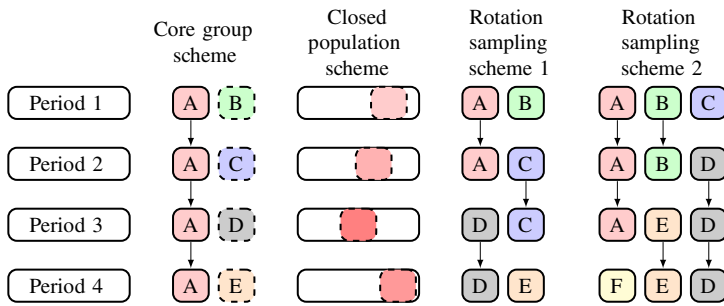 Core group
scheme
Closed
population
scheme
Rotation
sampling
scheme 1
Rotation
sampling
scheme 2
Period 1 A B A B A B C
Period 2 A C A C A B D
Period 3 A D D C A E D
Period 4 A E D E F E D